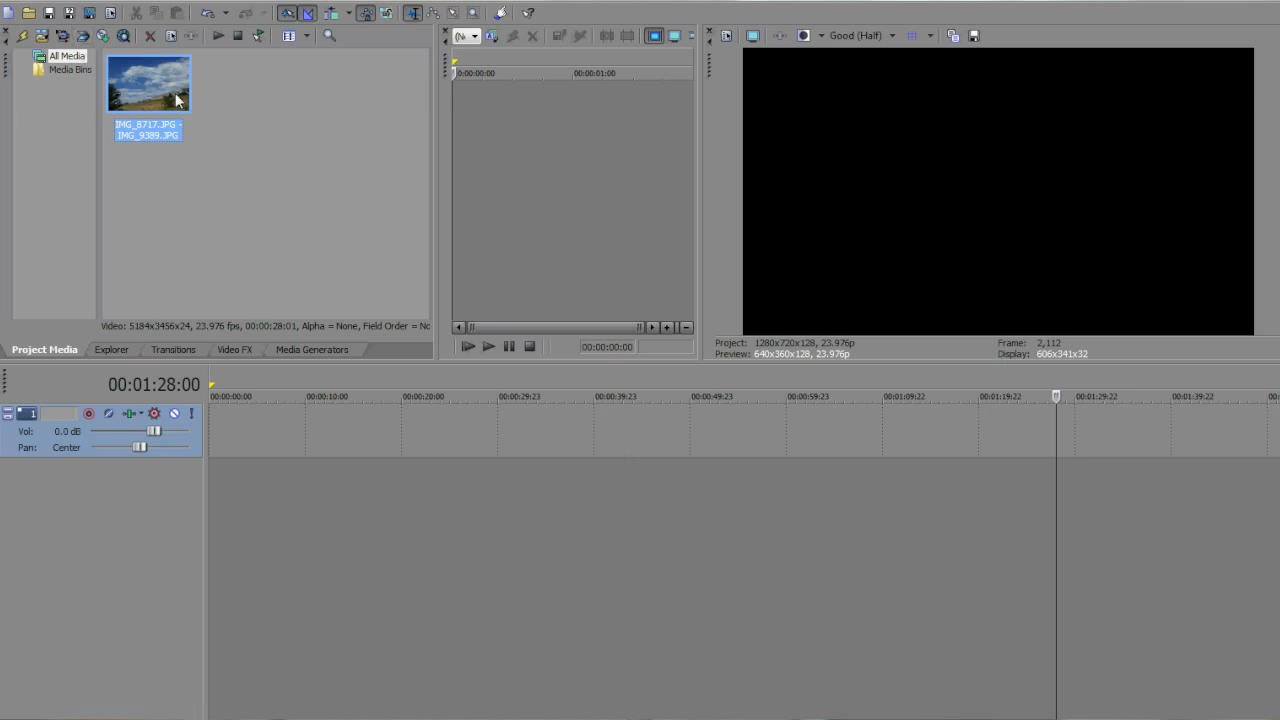 (N
Good (Half)
All Media
Media Bins
IMG_8717.JPG -
IMG_9389.JPG
0:00:00:00
00:00:01:00
Video: 5184x3456x24, 23.976 fps, 00:00:28:01, Alpha = None, Field Order = No
Project Media
Explorer
Transitions
Video FX
Media Generators
00:00:00:00
Project: 1280x720x128, 23.976p
Preview: 640x360x128, 23.976p
Frame: 2,112
Display: 606x341x32
00:01:28:00
00:00:00:00
00:00:10:00
00:00:20:00
00:00:29:23
00:00:39:23
00:00:49:23
00:00:59:23
00:01:09:22
00:01:19:22
00:01:29:22
00:01:39:22
00:0
1
Vol: 0.0 dB
Pan: Center